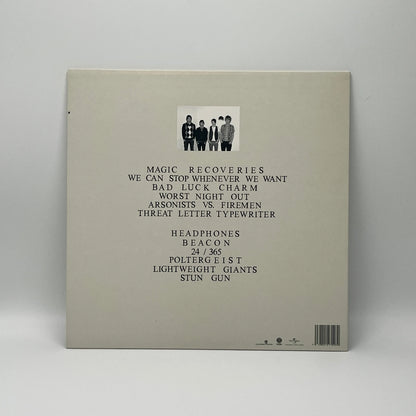 MAGIC RECOVERIES
WE CAN STOP WHENEVER WE WANT
BAD LUCK CHARM
WORST NIGHT OUT
ARSONISTS VS. FIREMEN
THREAT LETTER TYPEWRITER
HEADPHONES
BEACON
24 / 365
POLTERGEIST
LIGHTWEIGHT GIANTS
STUN GUN